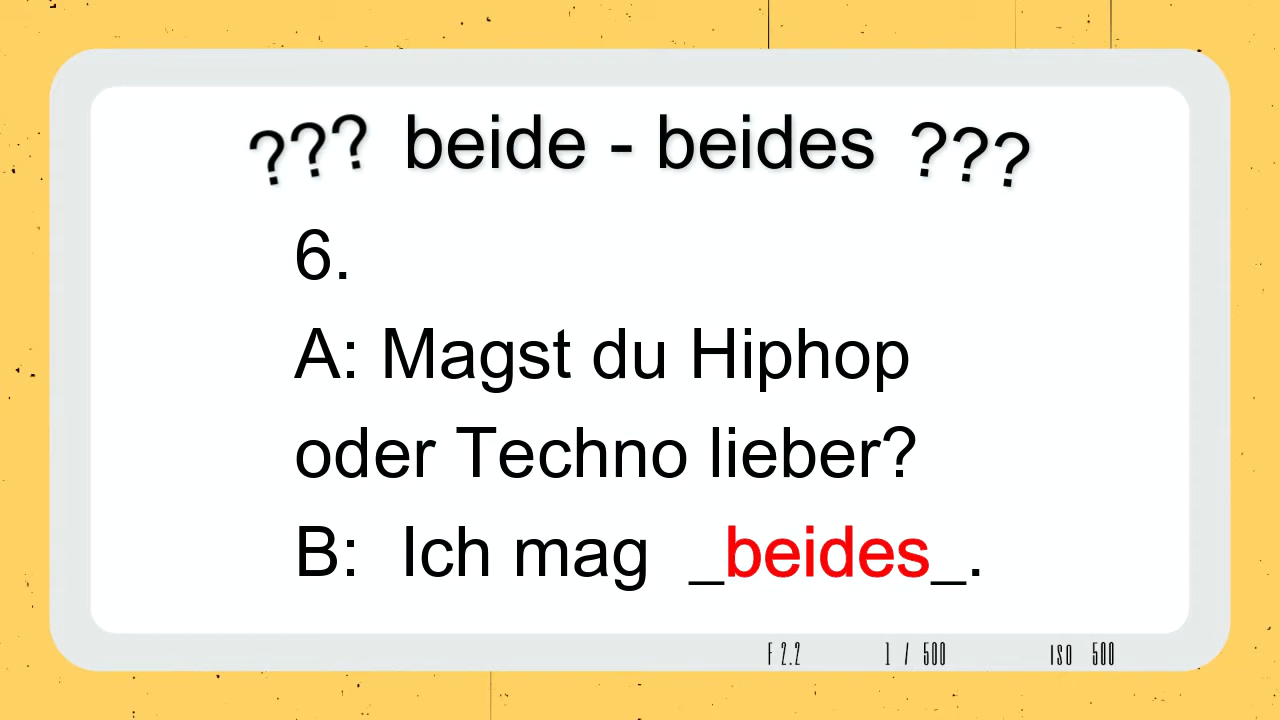 ??? beide - beides ???
6.
A: Magst du Hiphop
oder Techno lieber?
B: Ich mag _beides_.
F 2.2 1 / 500 ISO 500